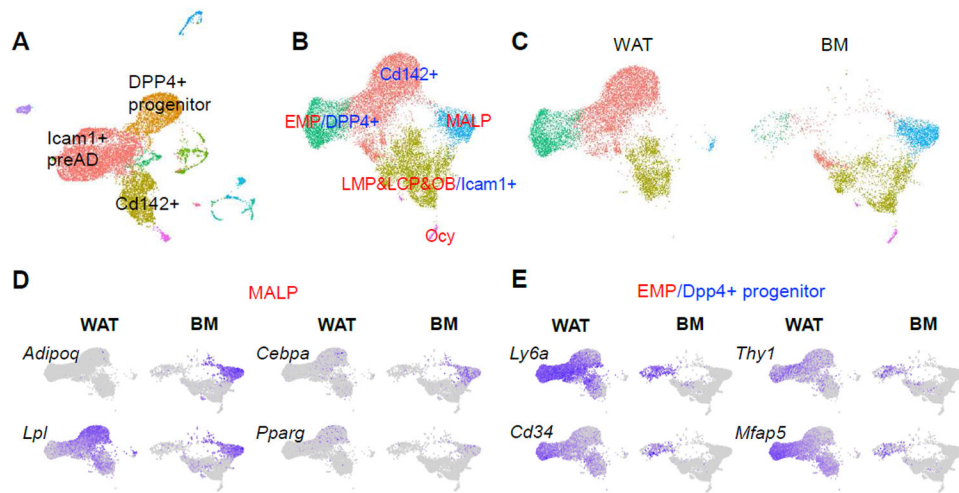 A
DPP4+
progenitor
Icam1+
preAD
Cd142+
B
Cd142+
EMP/DPP4+
MALP
LMP&LCP&OB/Icam1+
Ocy
C
WAT
BM
D
MALP
WAT
BM
WAT
BM
Adipoq
Cebpa
Lpl
Pparg
E
EMP/Dpp4+ progenitor
WAT
BM
WAT
BM
Ly6a
Thy1
Cd34
Mfap5